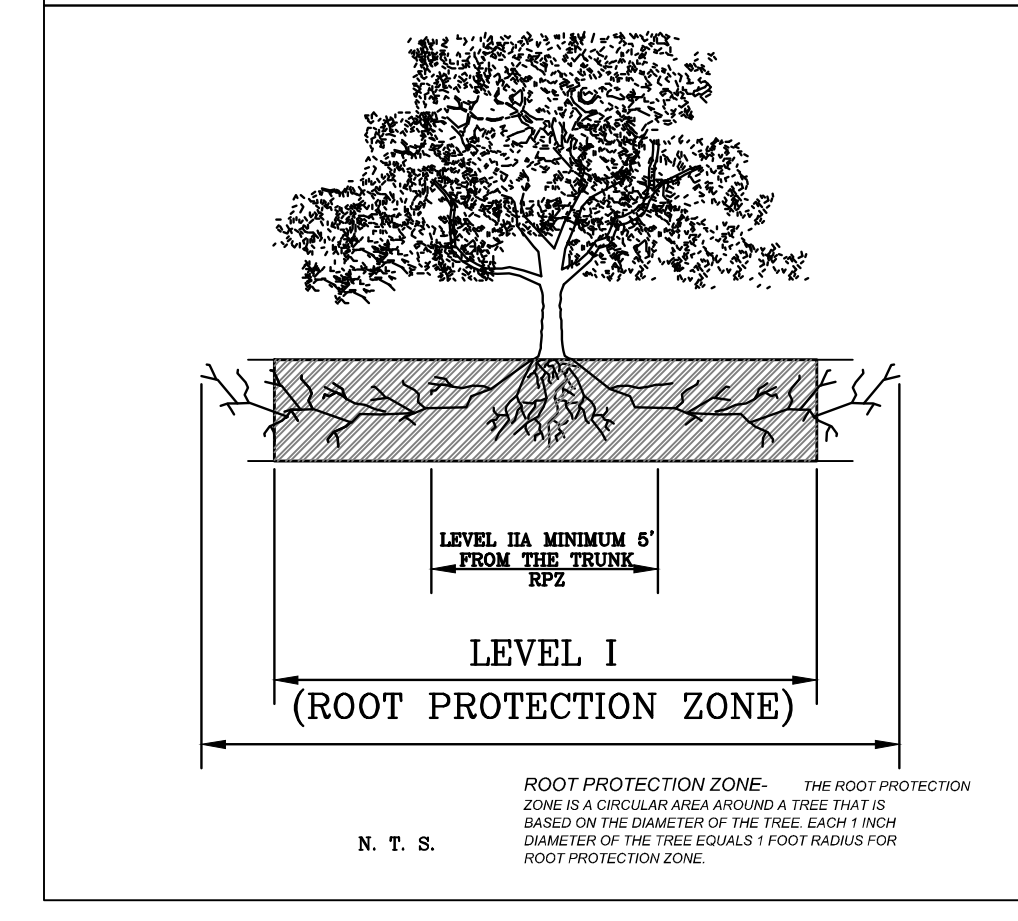 LEVEL IIA MINIMUM 5'
FROM THE TRUNK
RPZ
LEVEL I
(ROOT PROTECTION ZONE)
ROOT PROTECTION ZONE- THE ROOT PROTECTION
ZONE IS A CIRCULAR AREA AROUND A TREE THAT IS
BASED ON THE DIAMETER OF THE TREE. EACH 1 INCH
DIAMETER OF THE TREE EQUALS 1 FOOT RADIUS FOR
ROOT PROTECTION ZONE.
N. T. S.